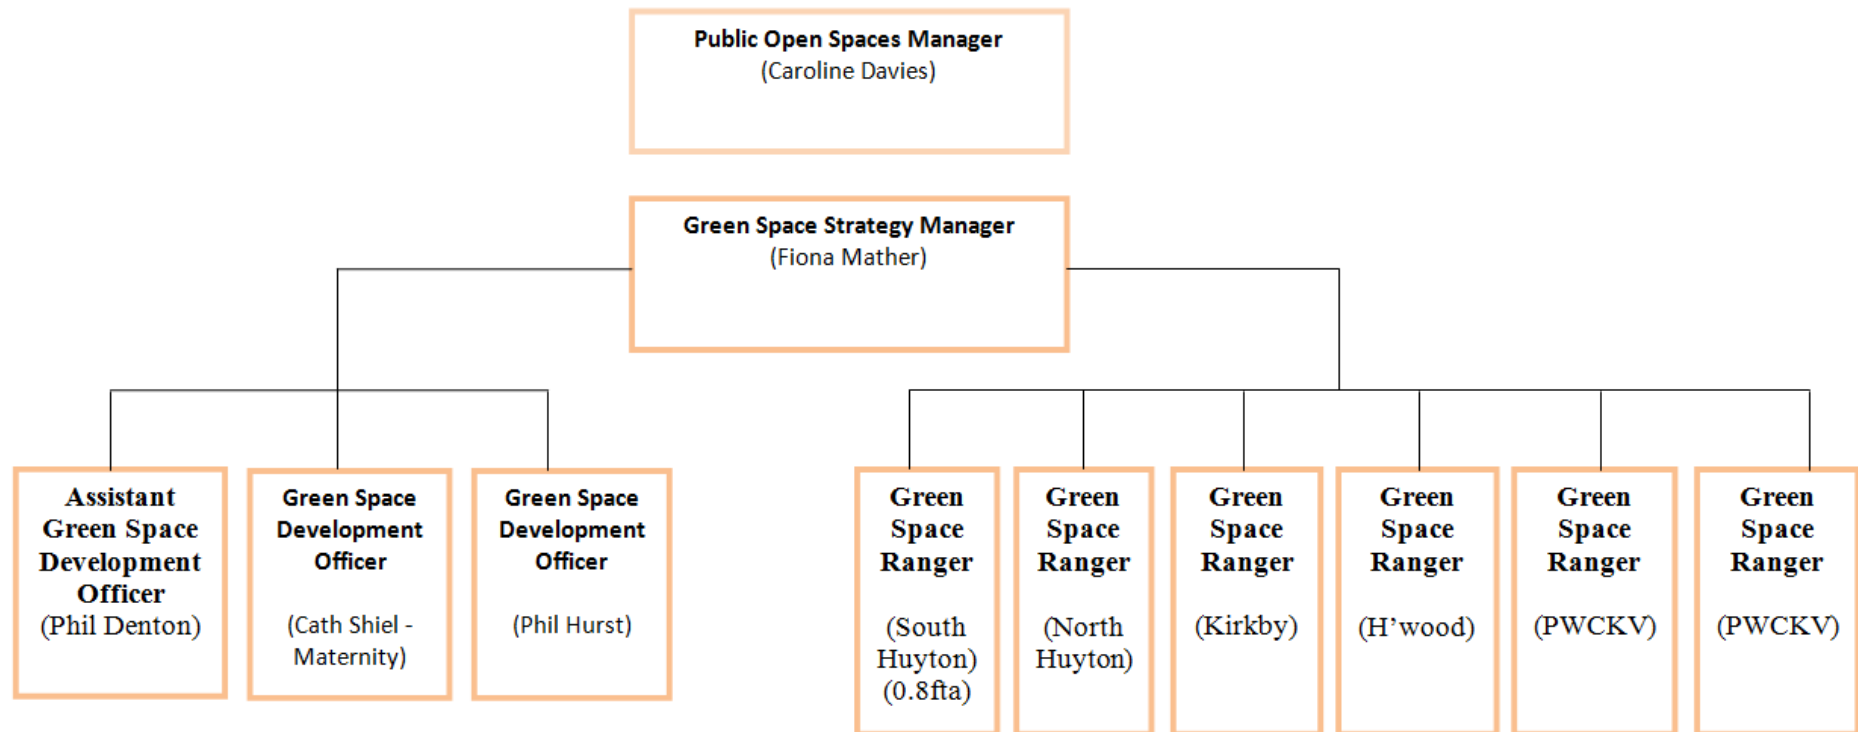 Public Open Spaces Manager
(Caroline Davies)
Green Space Strategy Manager
(Fiona Mather)
Assistant
Green Space
Development
Officer
(Phil Denton)
Green Space
Development
Officer
(Cath Shiel -
Maternity)
Green Space
Development
Officer
(Phil Hurst)
Green
Space
Ranger
(South
Huyton)
(0.8fta)
Green
Space
Ranger
(North
Huyton)
Green
Space
Ranger
(Kirkby)
Green
Space
Ranger
(H’wood)
Green
Space
Ranger
(PWCKV)
Green
Space
Ranger
(PWCKV)